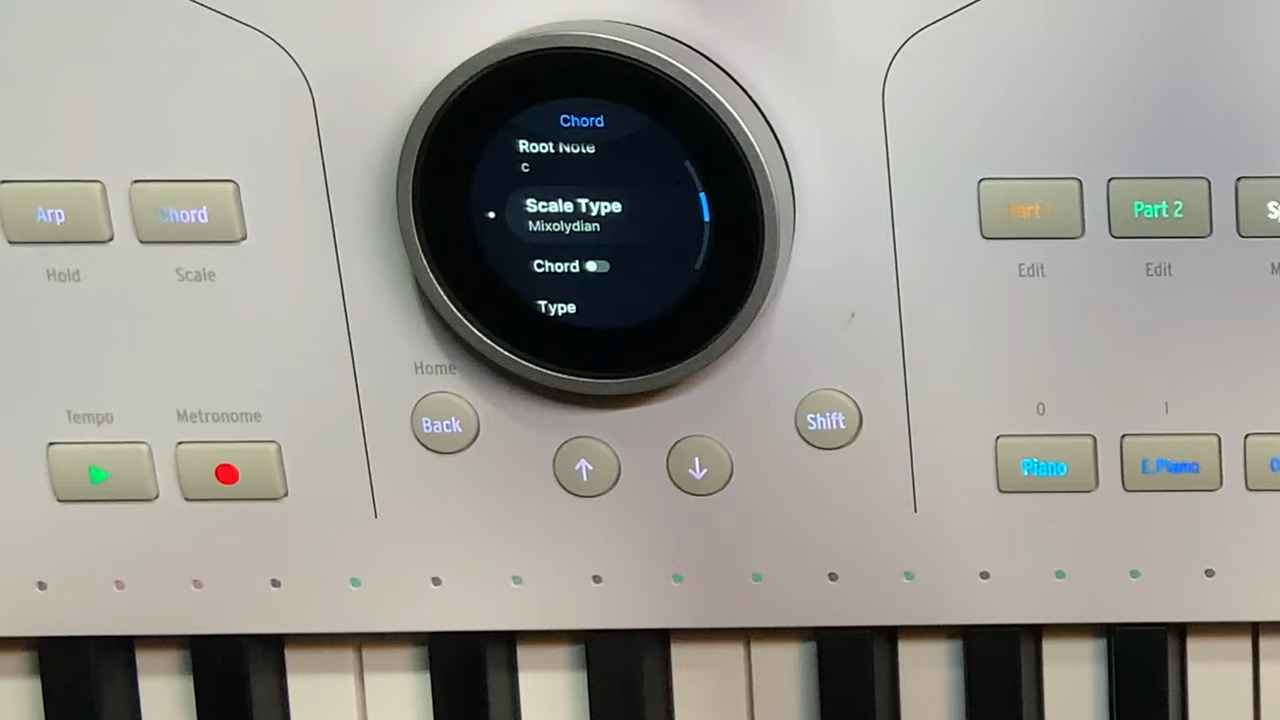 Chord
Root Note
C
Scale Type
Mixolydian
Chord
Type
Arp
Chord
Hold
Scale
Part 1
Part 2
Edit
Edit
Home
Back
Shift
Tempo
Metronome
0
1
Piano
E.Piano